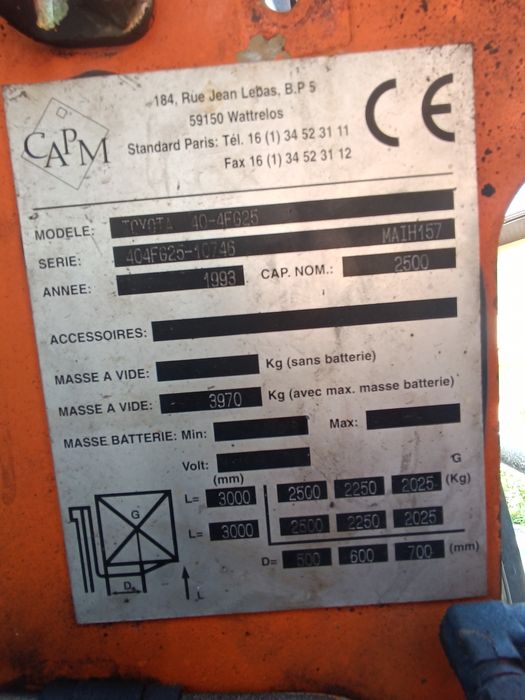 CAPM
184, Rue Jean Lebas, B.P 5
59150 Wattrelos
Standard Paris: Tél. 16 (1) 34 52 31 11
Fax 16 (1) 34 52 31 12
CE
MODELE: TOYOTA 40-4FG25
SERIE: 404FG25-10746 MAIH157
ANNEE: 1993 CAP. NOM.: 2500
ACCESSOIRES:
MASSE A VIDE: Kg (sans batterie)
MASSE A VIDE: 3970 Kg (avec max. masse batterie)
MASSE BATTERIE: Min: Max:
Volt:
(mm) G
L= 3000 2500 2250 2025 (Kg)
L= 3000 2500 2250 2025
D= 500 600 700 (mm)
G
D
L